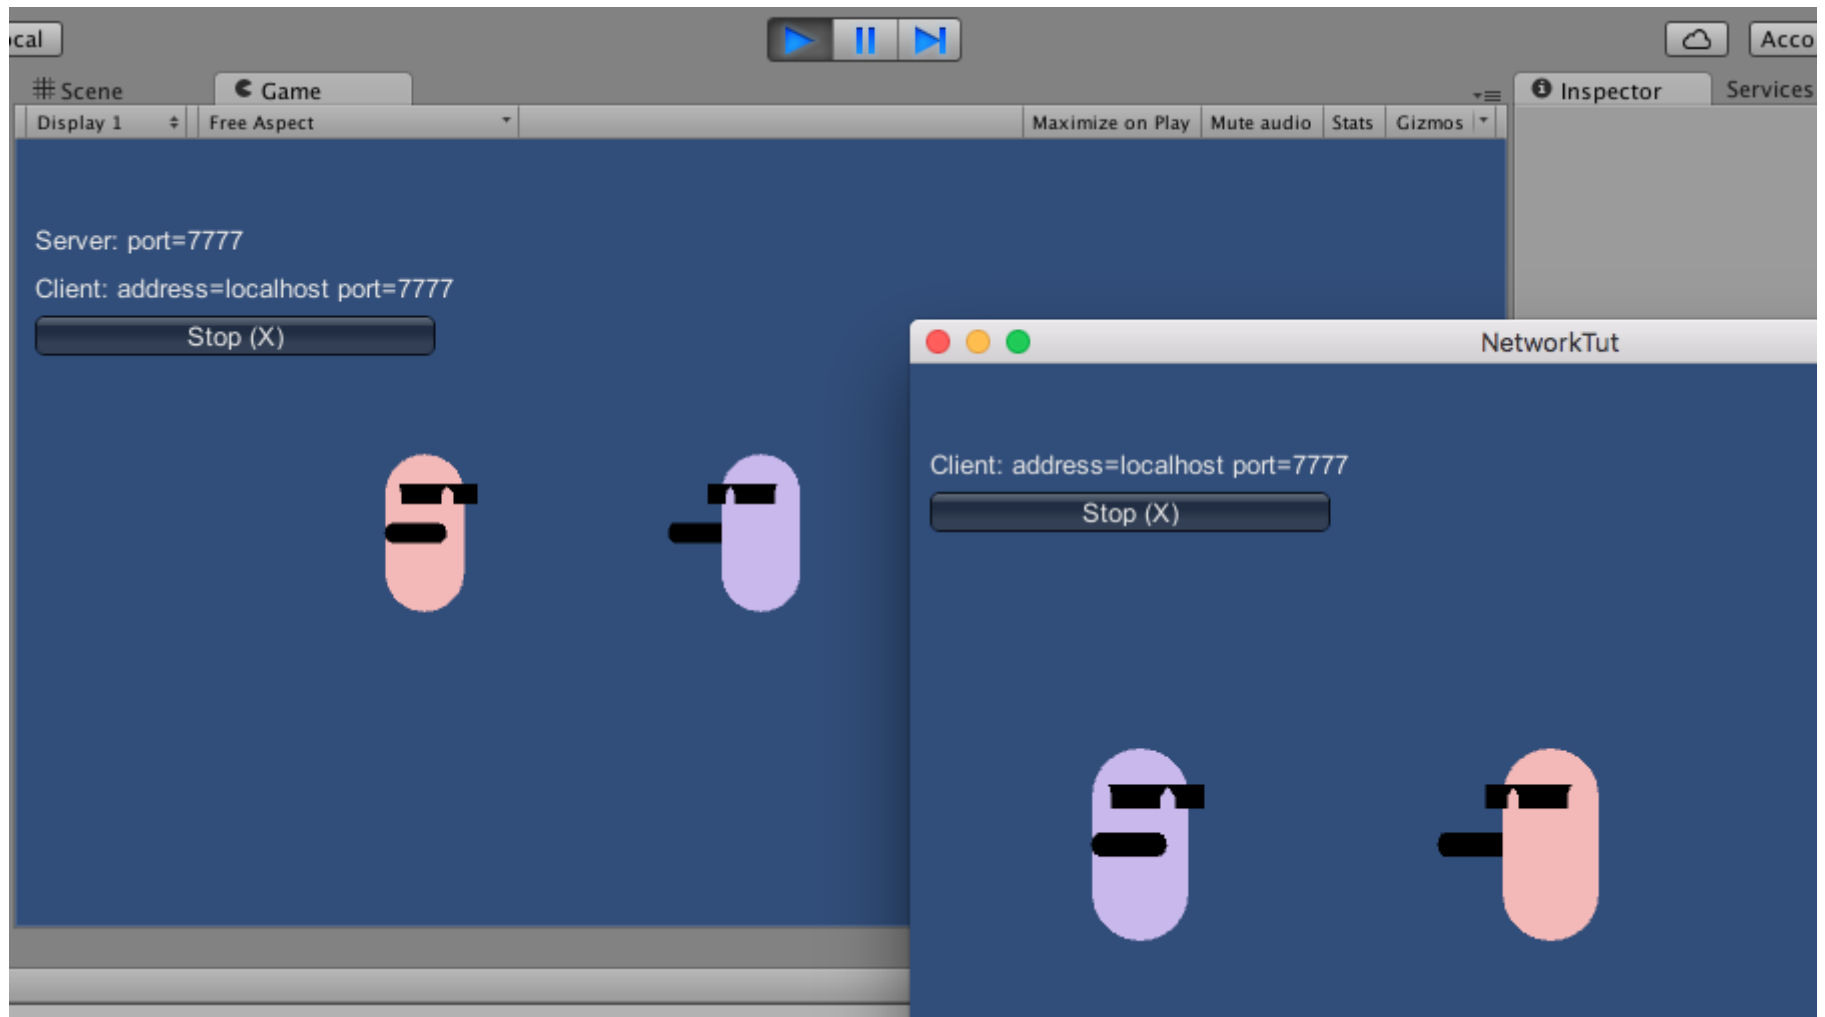 cal
Acco
Scene
Game
Inspector
Services
Display 1
Free Aspect
Maximize on Play
Mute audio
Stats
Gizmos
Server: port=7777
Client: address=localhost port=7777
Stop (X)
NetworkTut
Client: address=localhost port=7777
Stop (X)